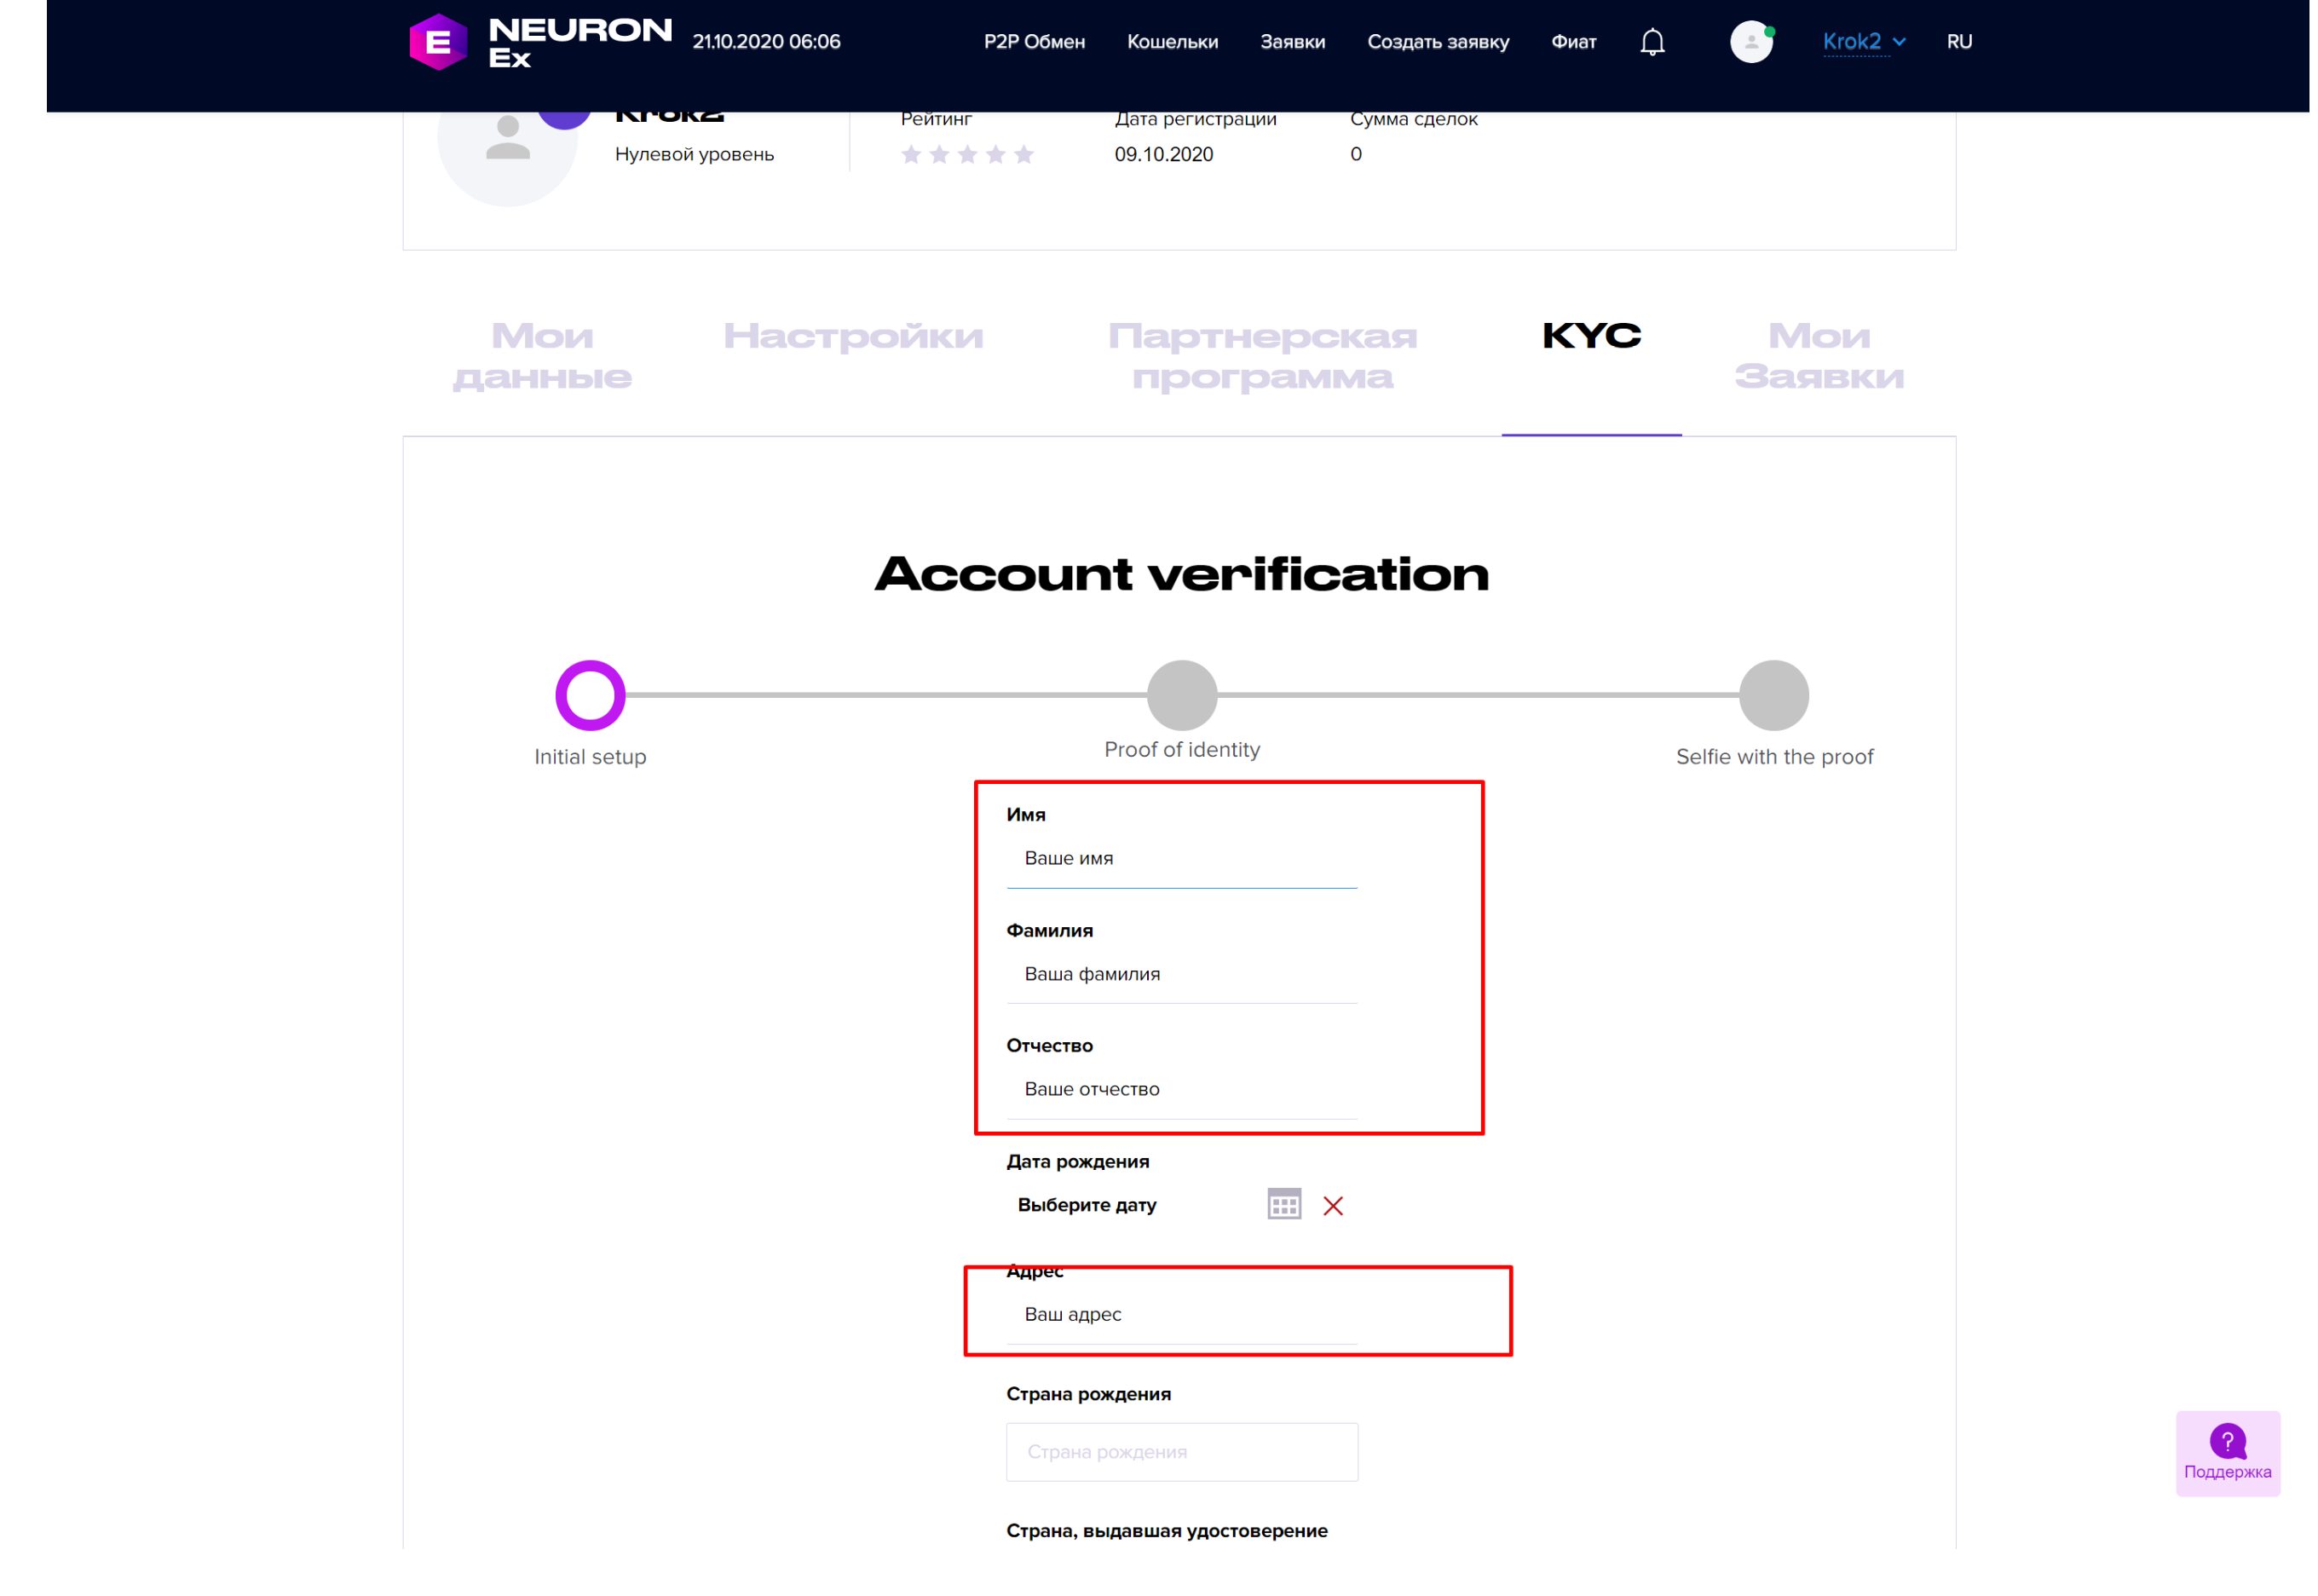 E NEURON Ex 21.10.2020 06:06 P2P Обмен Кошельки Заявки Создать заявку Фиат Krok2 RU
Krok2 Рейтинг Дата регистрации Сумма сделок
Нулевой уровень 09.10.2020 0
Мои данные Настройки Партнерская программа KYC Мои Заявки
Account verification
Initial setup Proof of identity Selfie with the proof
Имя
Ваше имя
Фамилия
Ваша фамилия
Отчество
Ваше отчество
Дата рождения
Выберите дату
Адрес
Ваш адрес
Страна рождения
Страна рождения
Поддержка
Страна, выдавшая удостоверение